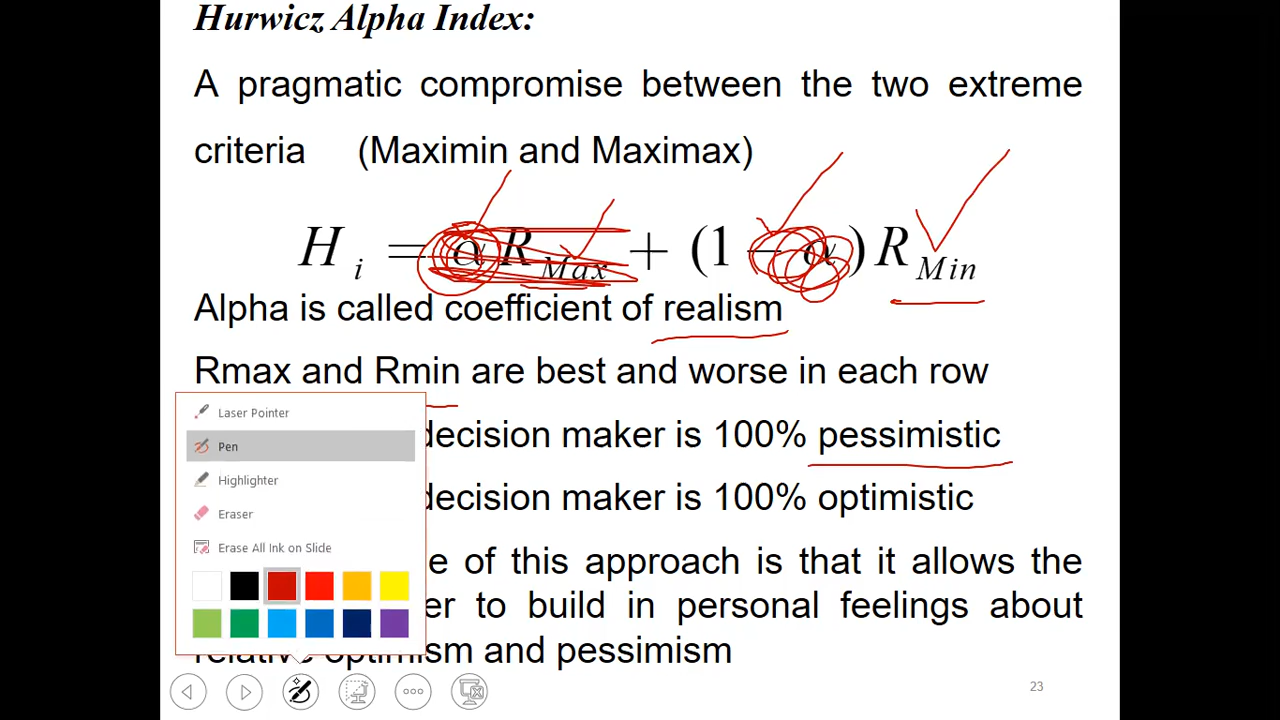 Hurwicz Alpha Index:
A pragmatic compromise between the two extreme
criteria (Maximin and Maximax)
H i = α R Max + (1 − α) R Min
Alpha is called coefficient of realism
Rmax and Rmin are best and worse in each row
decision maker is 100% pessimistic
decision maker is 100% optimistic
e of this approach is that it allows the
er to build in personal feelings about
relative optimism and pessimism
Laser Pointer
Pen
Highlighter
Eraser
Erase All Ink on Slide
23